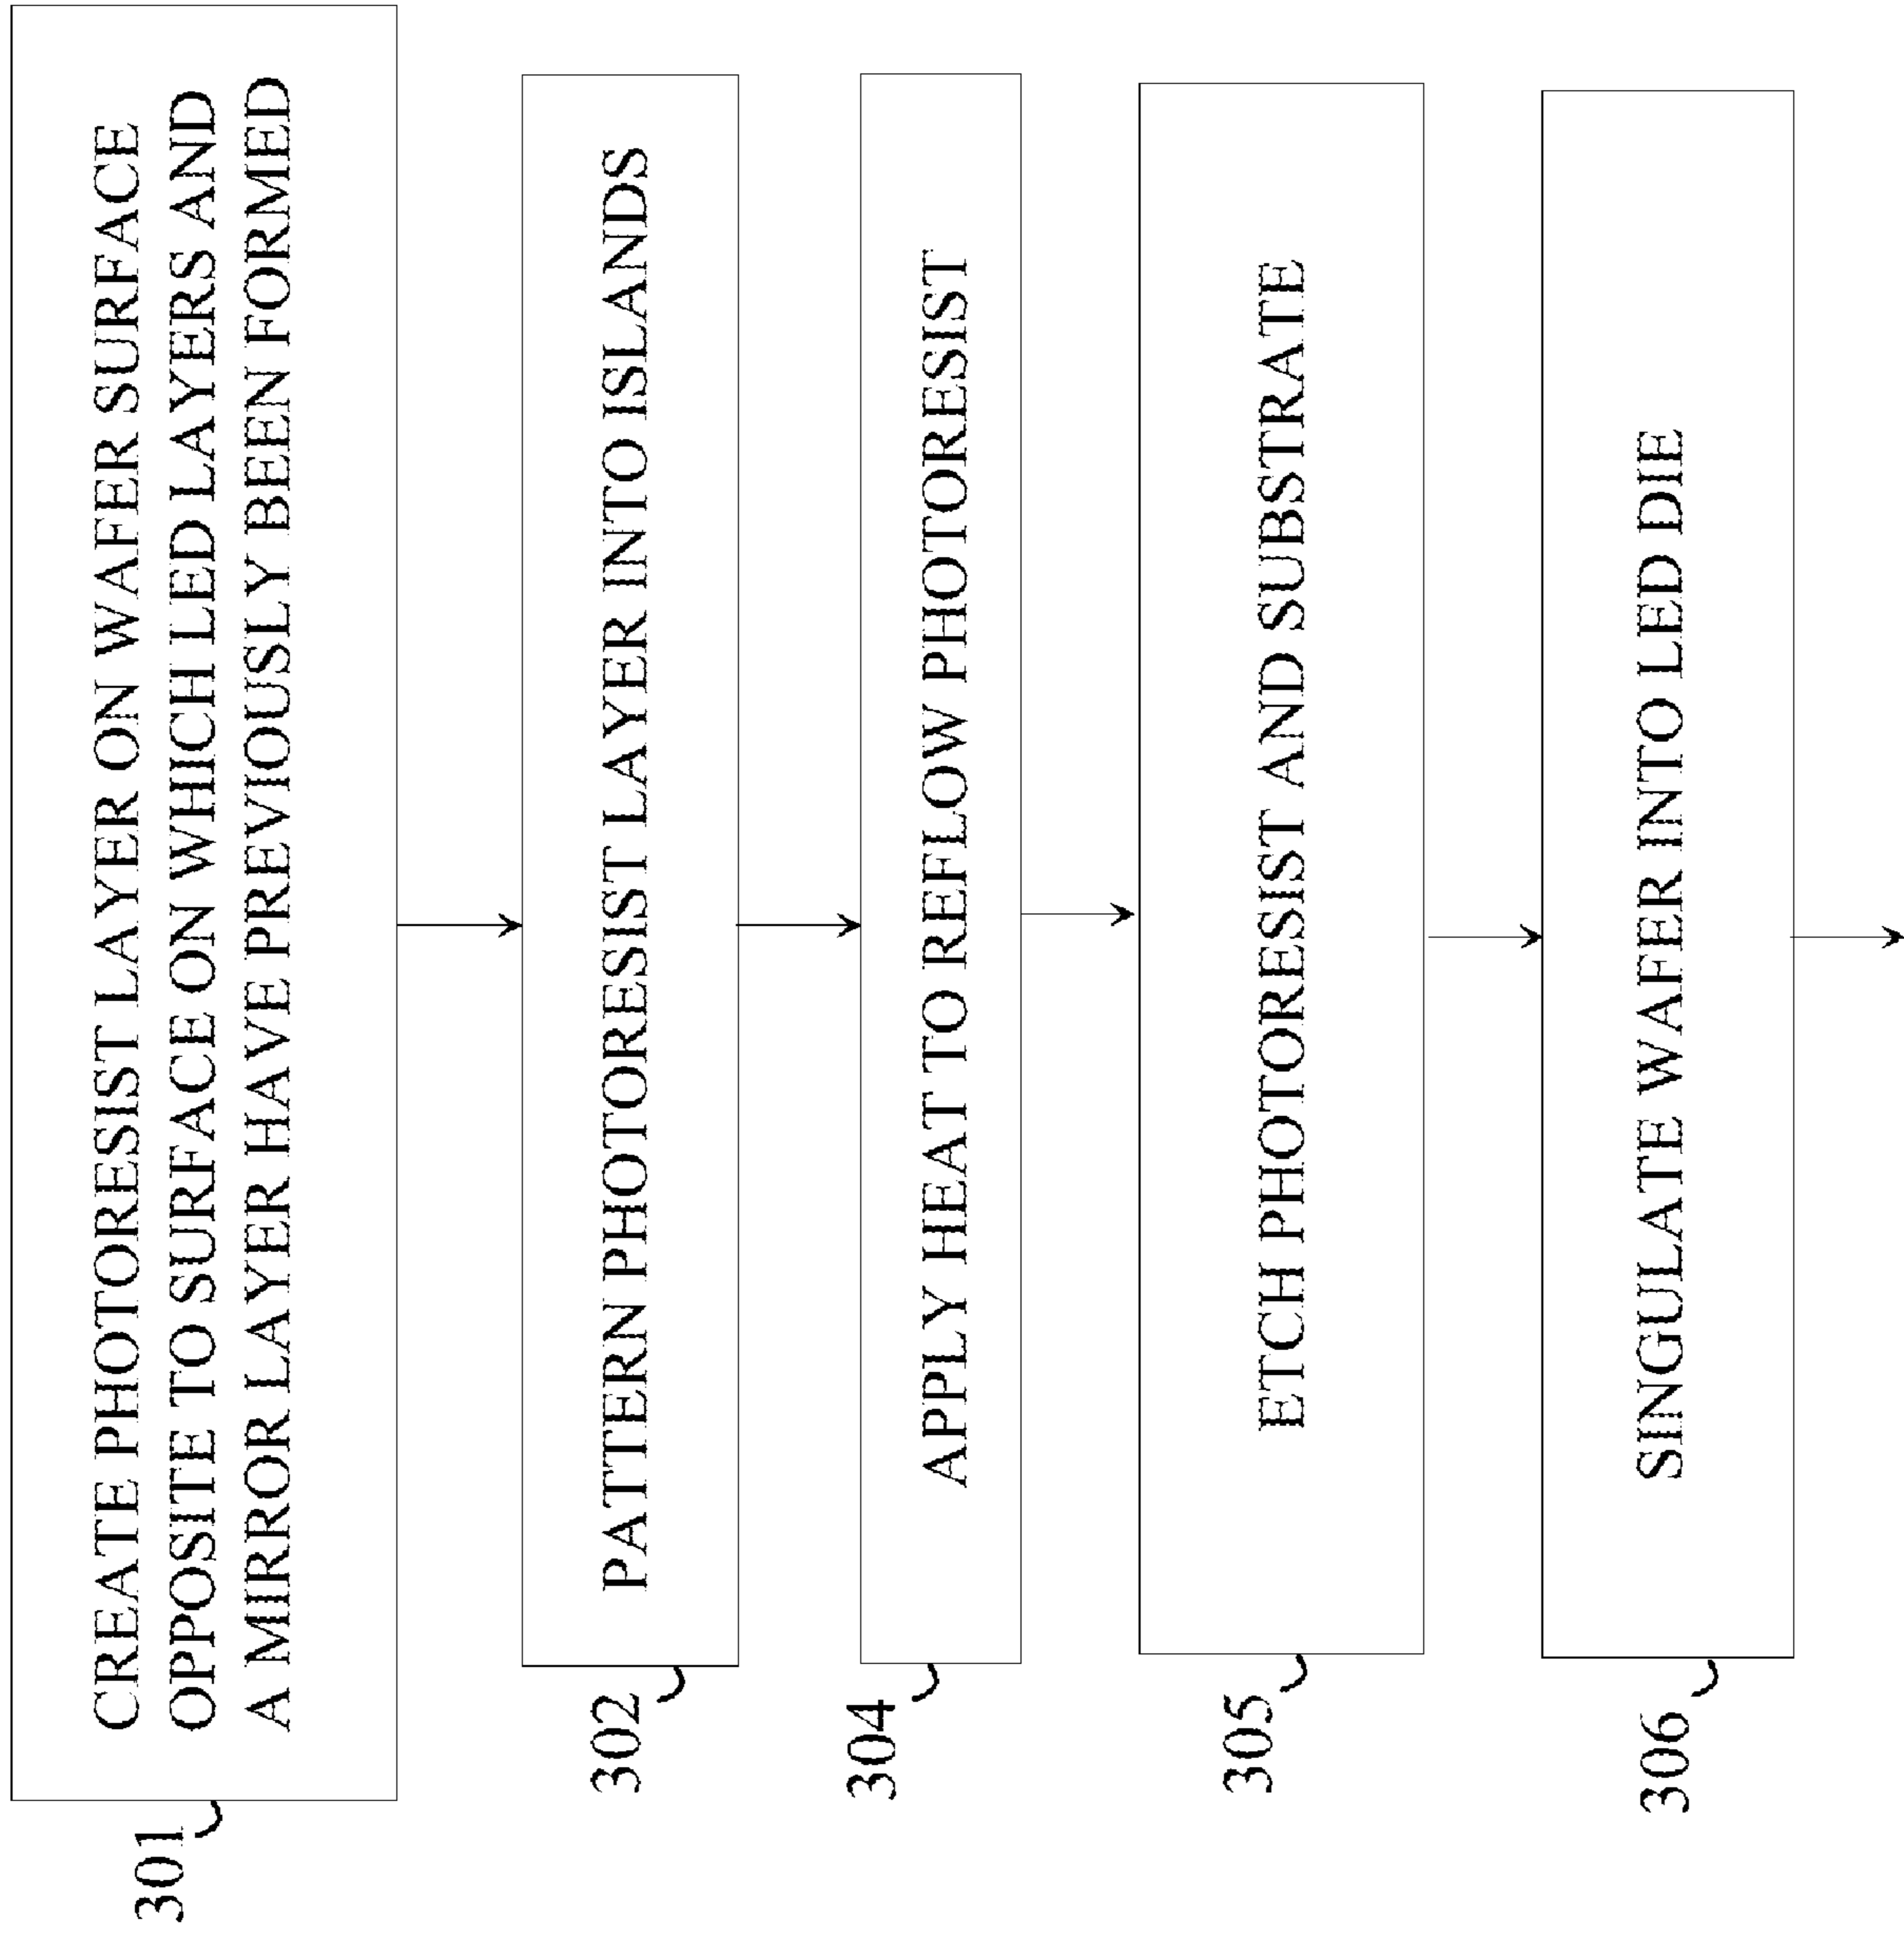 301
CREATE PHOTORESIST LAYER ON WAFER SURFACE
OPPOSITE TO SURFACE ON WHICH LED LAYERS AND
A MIRROR LAYER HAVE PREVIOUSLY BEEN FORMED
302
PATTERN PHOTORESIST LAYER INTO ISLANDS
304
APPLY HEAT TO REFLOW PHOTORESIST
305
ETCH PHOTORESIST AND SUBSTRATE
306
SINGULATE WAFER INTO LED DIE